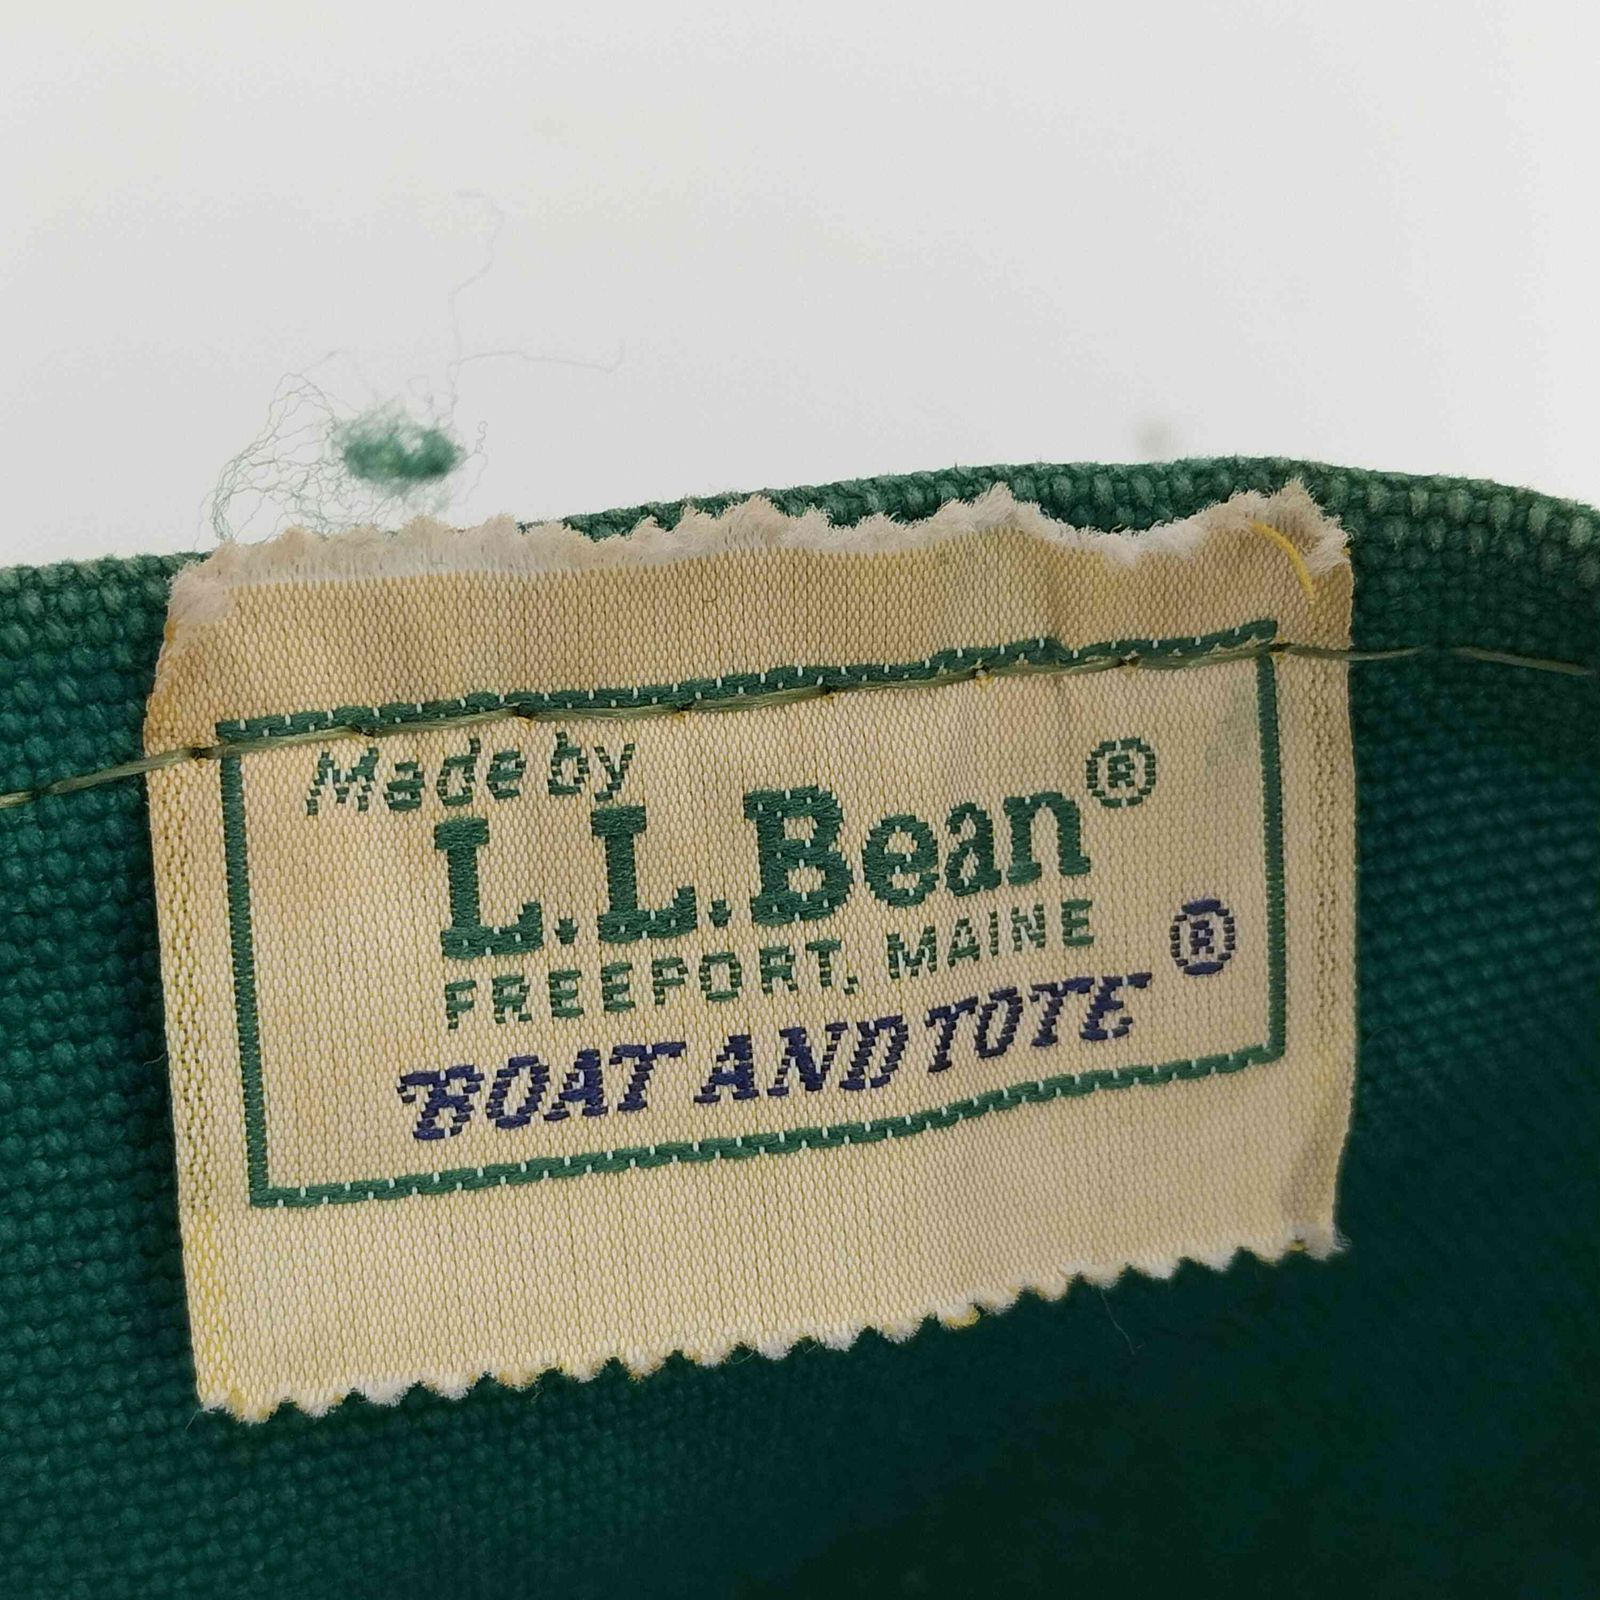 Made by
L.L.Bean®
FREEPORT, MAINE
BOAT AND TOTE®